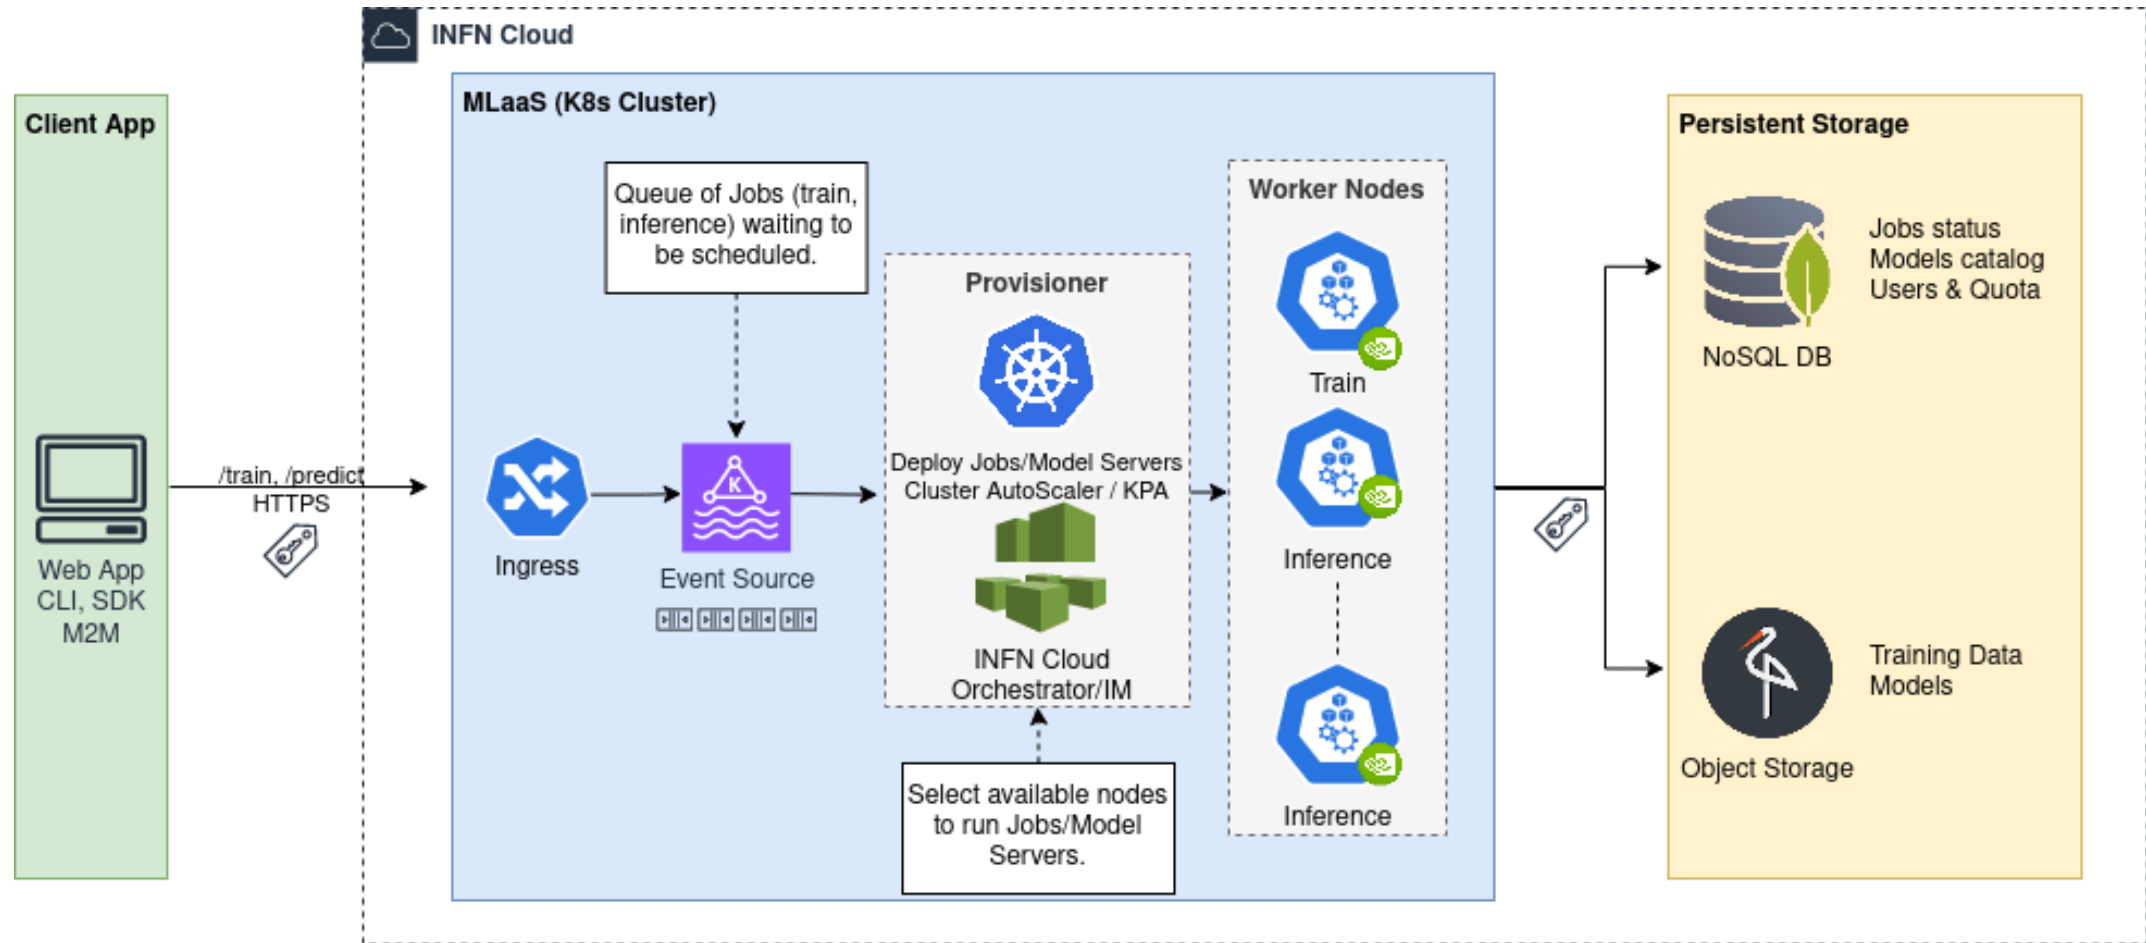 INFN Cloud
Client App
Web App
CLI, SDK
M2M
/train, /predict
HTTPS
MLaaS (K8s Cluster)
Queue of Jobs (train,
inference) waiting to
be scheduled.
Ingress
K
Event Source
Provisioner
Deploy Jobs/Model Servers
Cluster AutoScaler / KPA
INFN Cloud
Orchestrator/IM
Select available nodes
to run Jobs/Model
Servers.
Worker Nodes
Train
Inference
Inference
Persistent Storage
Jobs status
Models catalog
Users & Quota
NoSQL DB
Training Data
Models
Object Storage